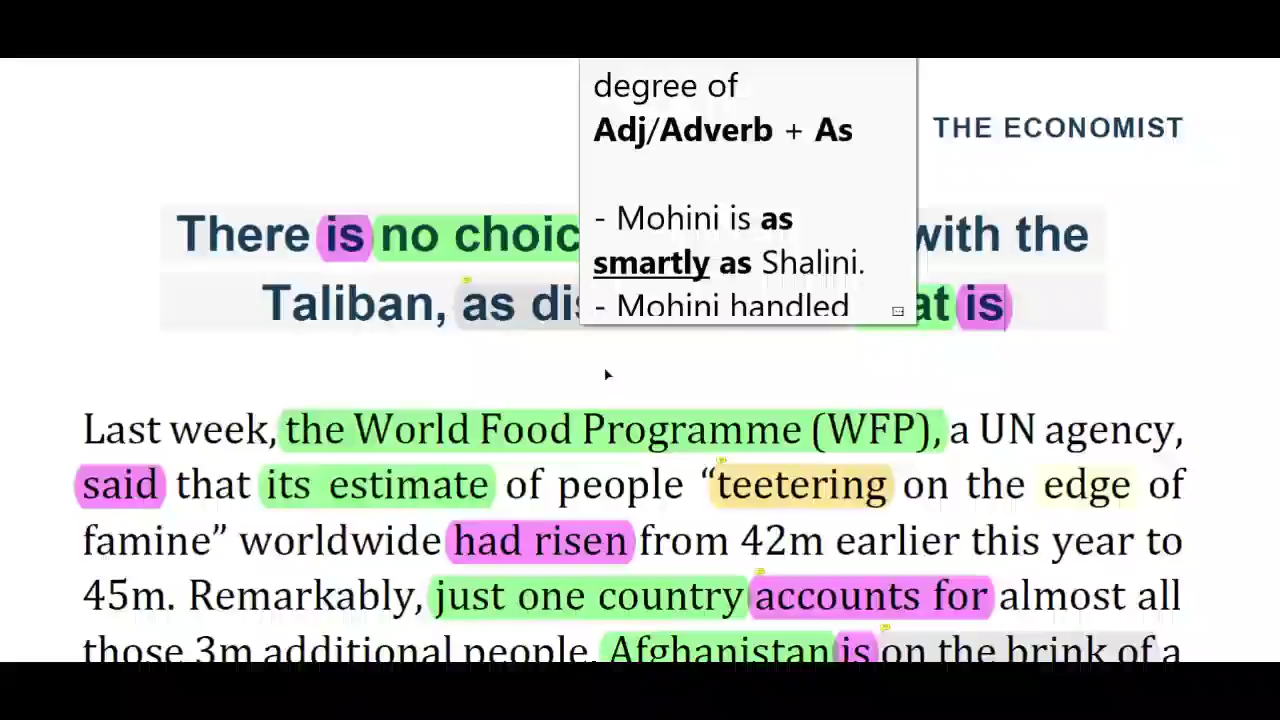 degree of
Adj/Adverb + As
- Mohini is as
smartly as Shalini.
- Mohini handled
THE ECONOMIST
There is no with the
Taliban, as is
Last week, the World Food Programme (WFP), a UN agency,
said that its estimate of people “teetering on the edge of
famine” worldwide had risen from 42m earlier this year to
45m. Remarkably, just one country accounts for almost all
those 3m additional people. Afghanistan is on the brink of a